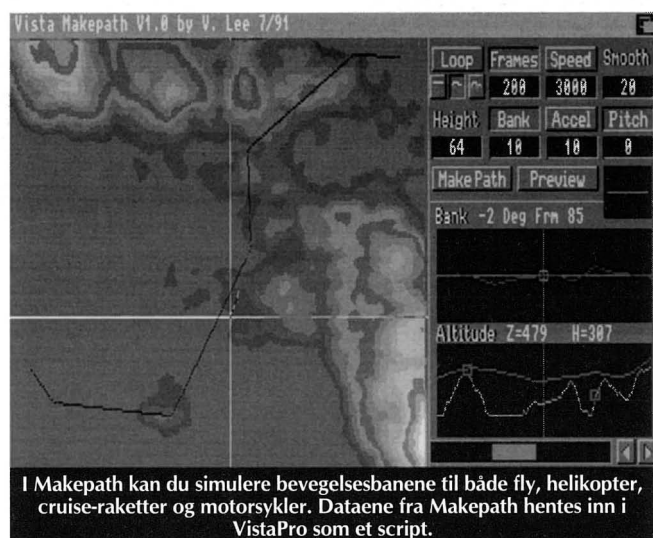 Vista Makepath V1.0 by V. Lee 7/91
Loop Frames Speed Smooth
200 3000 20
Height Bank Accel Pitch
64 10 10 0
Make Path Preview
Bank -2 Deg Frm 85
Altitude Z=479 H=307
I Makepath kan du simulere bevegelsesbanene til både fly, helikopter,
cruise-raketter og motorsykler. Dataene fra Makepath hentes inn i
VistaPro som et script.